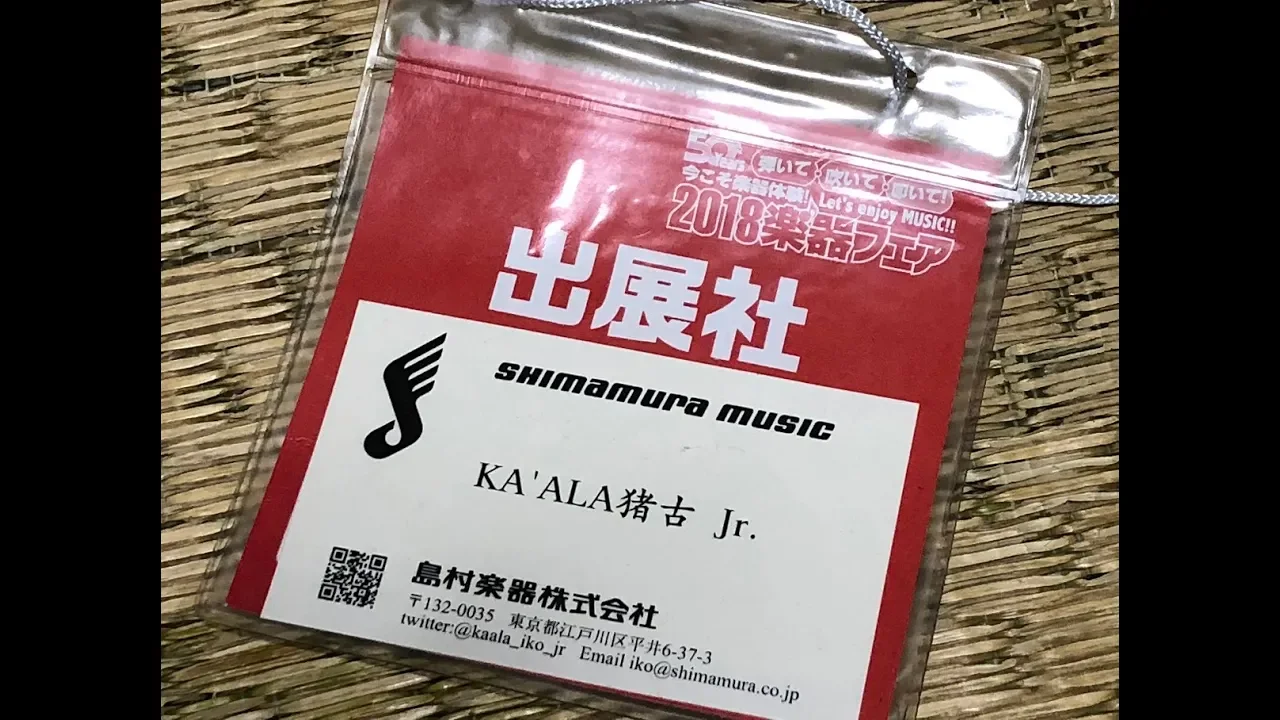 50th Years 弾いて・吹いて・叩いて!
今こそ楽器体験! Let's enjoy MUSIC!!
2018楽器フェア
出展社
SHIMAMURA MUSIC
KA'ALA猪古 Jr.
島村楽器株式会社
〒132-0035 東京都江戸川区平井6-37-3
twitter:@kaala_iko_jr Email iko@shimamura.co.jp